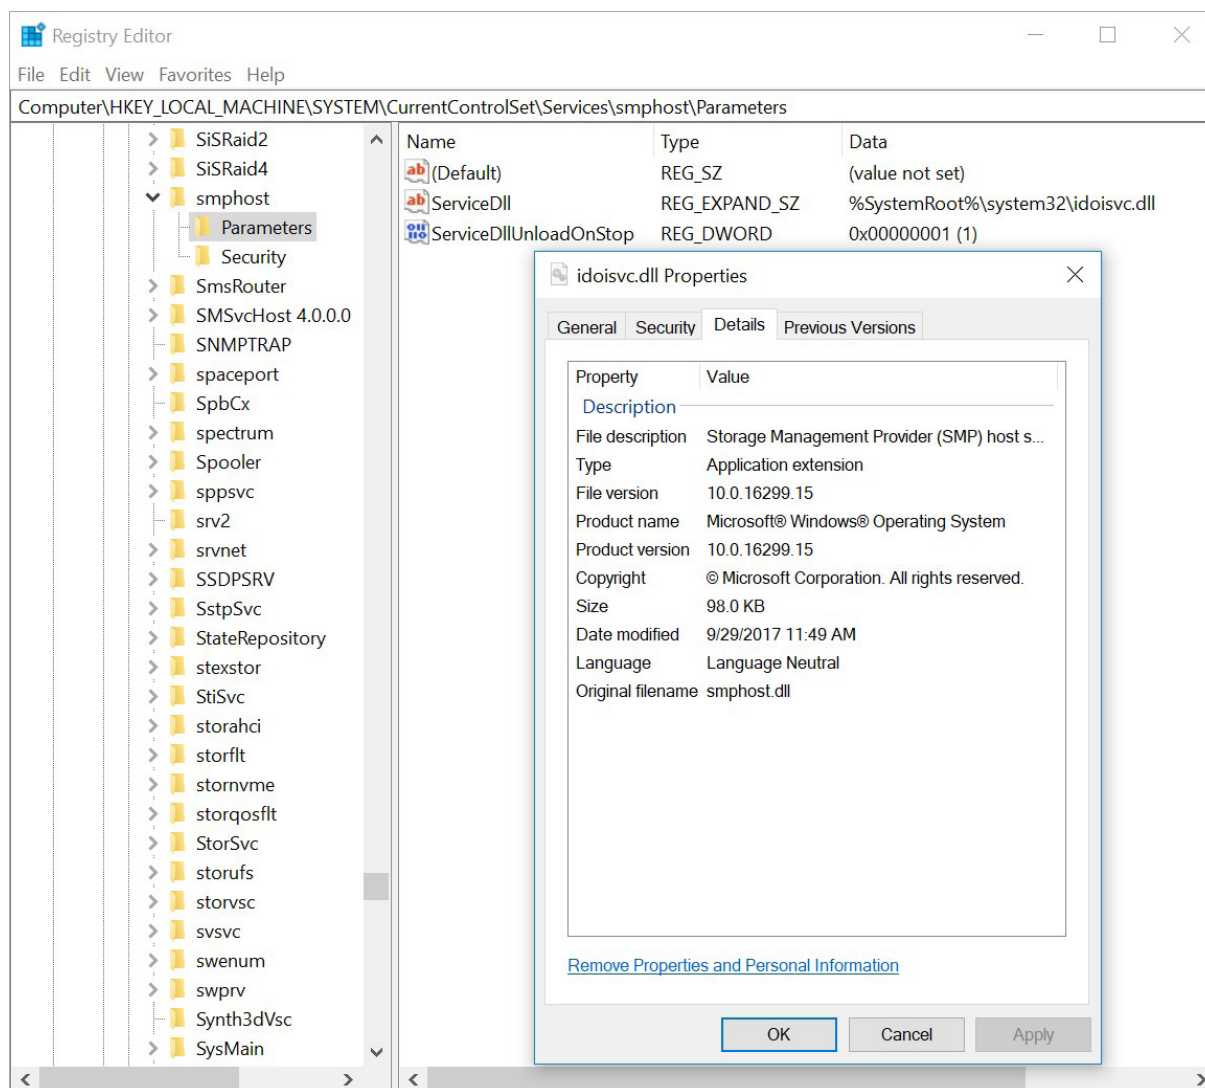 Registry Editor
File Edit View Favorites Help
Computer\HKEY_LOCAL_MACHINE\SYSTEM\CurrentControlSet\Services\smphost\Parameters
SiSRaid2
SiSRaid4
smphost
Parameters
Security
SmsRouter
SMSvcHost 4.0.0.0
SNMPTRAP
spaceport
SpbCx
spectrum
Spooler
sppsvc
srv2
srvnet
SSDPSRV
SstpSvc
StateRepository
stexstor
StiSvc
storahci
storflt
stornvme
storqosflt
StorSvc
storufs
storvsc
svsvc
swenum
swprv
Synth3dVsc
SysMain
Name Type Data
(Default) REG_SZ (value not set)
ServiceDll REG_EXPAND_SZ %SystemRoot%\system32\idoisvc.dll
ServiceDllUnloadOnStop REG_DWORD 0x00000001 (1)
idoisvc.dll Properties
General Security Details Previous Versions
Property Value
Description
File description Storage Management Provider (SMP) host s...
Type Application extension
File version 10.0.16299.15
Product name Microsoft® Windows® Operating System
Product version 10.0.16299.15
Copyright © Microsoft Corporation. All rights reserved.
Size 98.0 KB
Date modified 9/29/2017 11:49 AM
Language Language Neutral
Original filename smphost.dll
Remove Properties and Personal Information
OK Cancel Apply